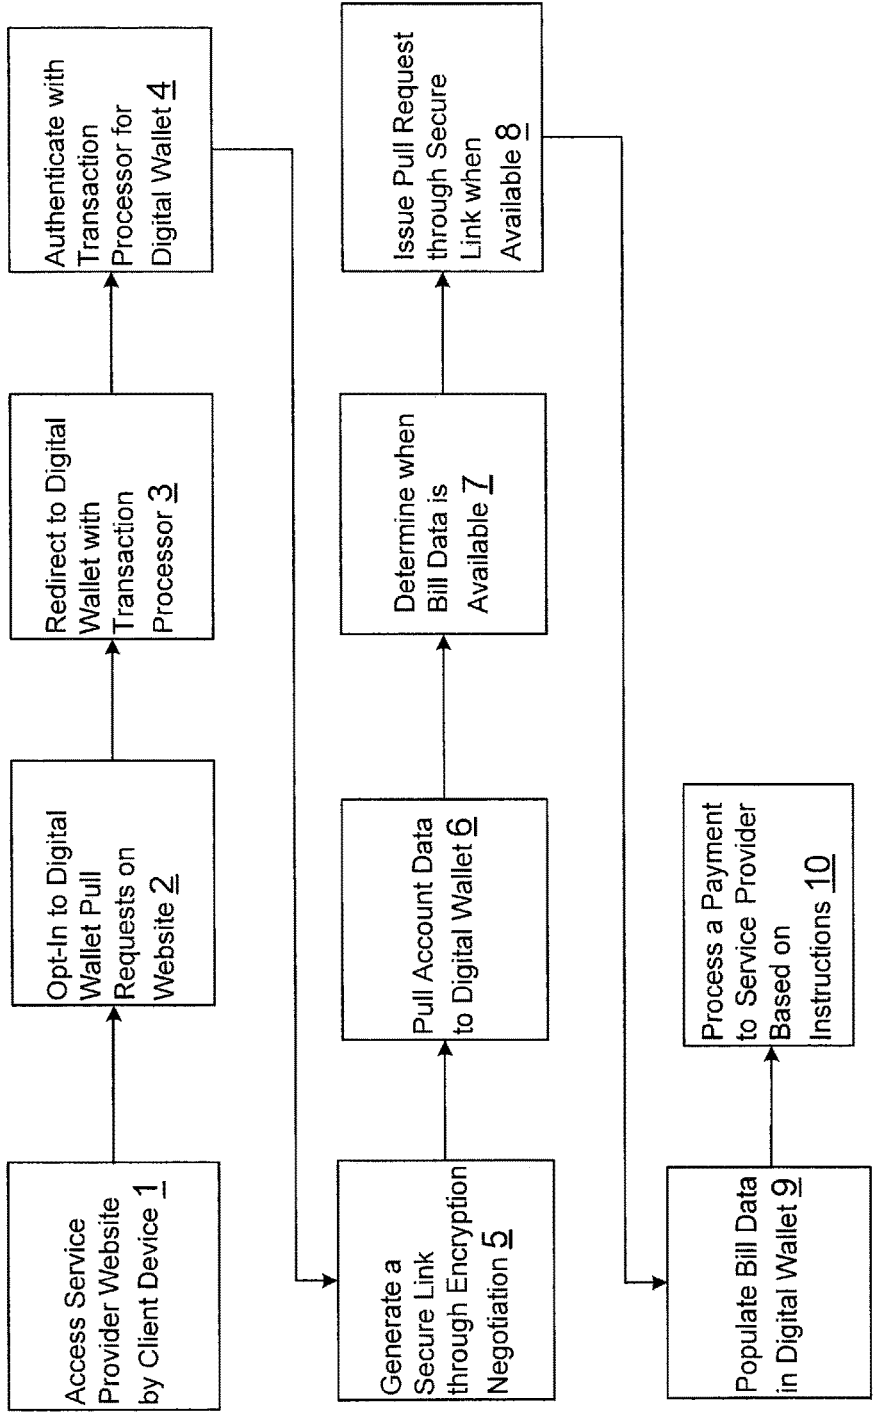 Access Service
Provider Website
by Client Device 1
Opt-In to Digital
Wallet Pull
Requests on
Website 2
Redirect to Digital
Wallet with
Transaction
Processor 3
Authenticate with
Transaction
Processor for
Digital Wallet 4
Generate a
Secure Link
through Encryption
Negotiation 5
Pull Account Data
to Digital Wallet 6
Determine when
Bill Data is
Available 7
Issue Pull Request
through Secure
Link when
Available 8
Populate Bill Data
in Digital Wallet 9
Process a Payment
to Service Provider
Based on
Instructions 10